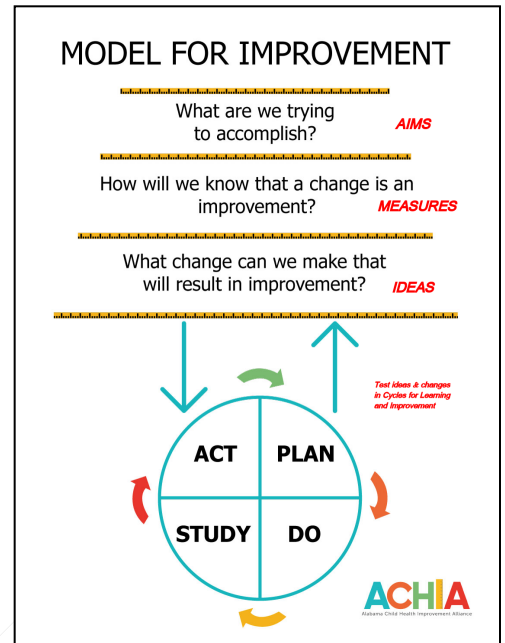 MODEL FOR IMPROVEMENT
What are we trying
to accomplish?
AIMS
How will we know that a change is an
improvement?
MEASURES
What change can we make that
will result in improvement?
IDEAS
Test ideas & changes
in Cycles for Learning
and Improvement
ACT
PLAN
STUDY
DO
ACHIA
Alabama Child Health Improvement Alliance